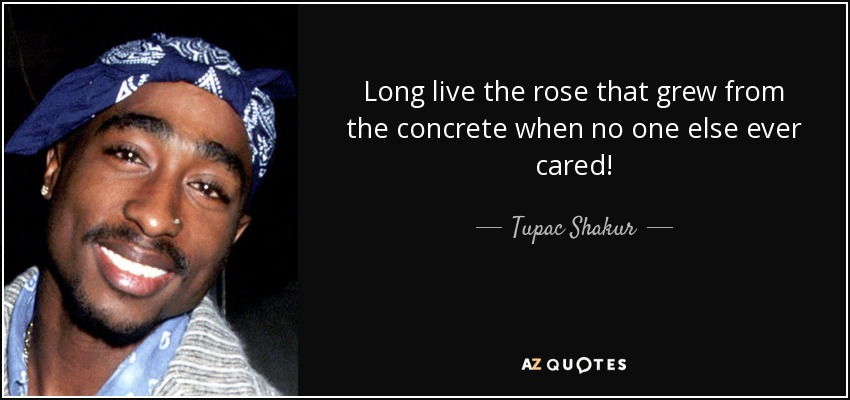 Long live the rose that grew from
the concrete when no one else ever
cared!
Tupac Shakur
AZ QUOTES